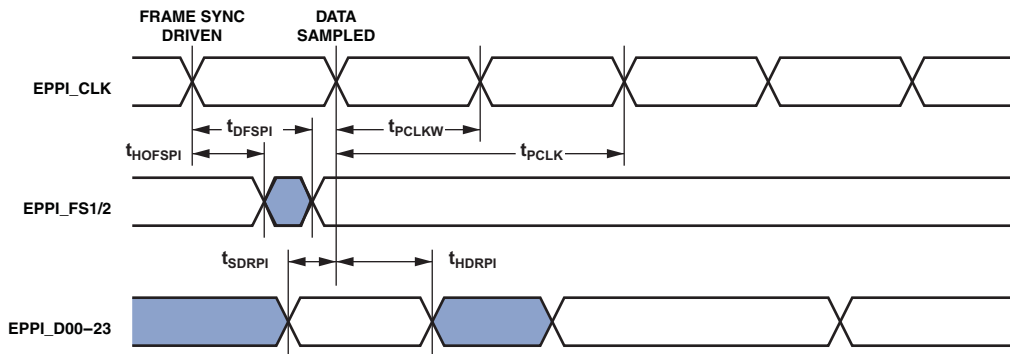 FRAME SYNC
DRIVEN
DATA
SAMPLED
EPPI_CLK
tDFSPI
tPCLKW
tHOFSPI
tPCLK
EPPI_FS1/2
tSDRPI
tHDRPI
EPPI_D00–23